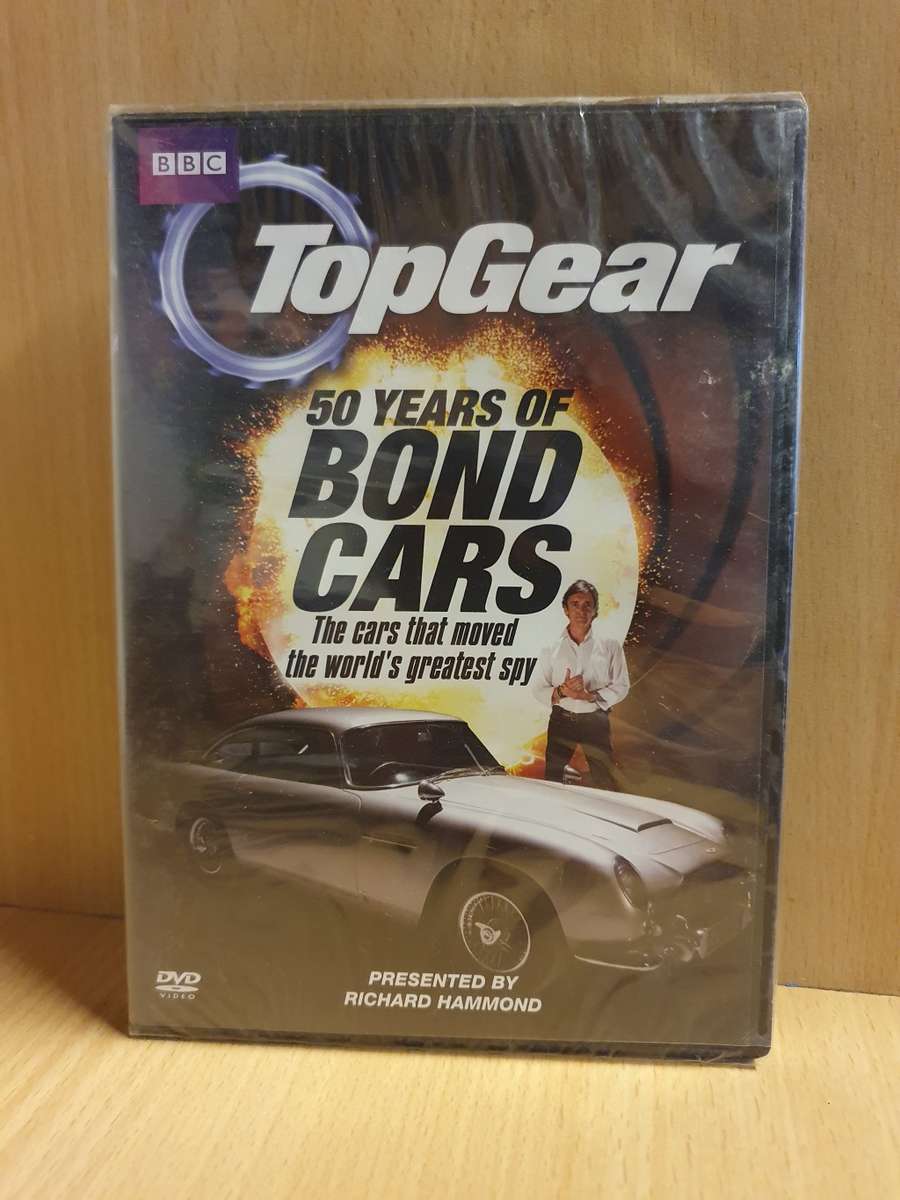 BBC
TopGear
50 YEARS OF
BOND
CARS
The cars that moved
the world's greatest spy
DVD
VIDEO
PRESENTED BY
RICHARD HAMMOND